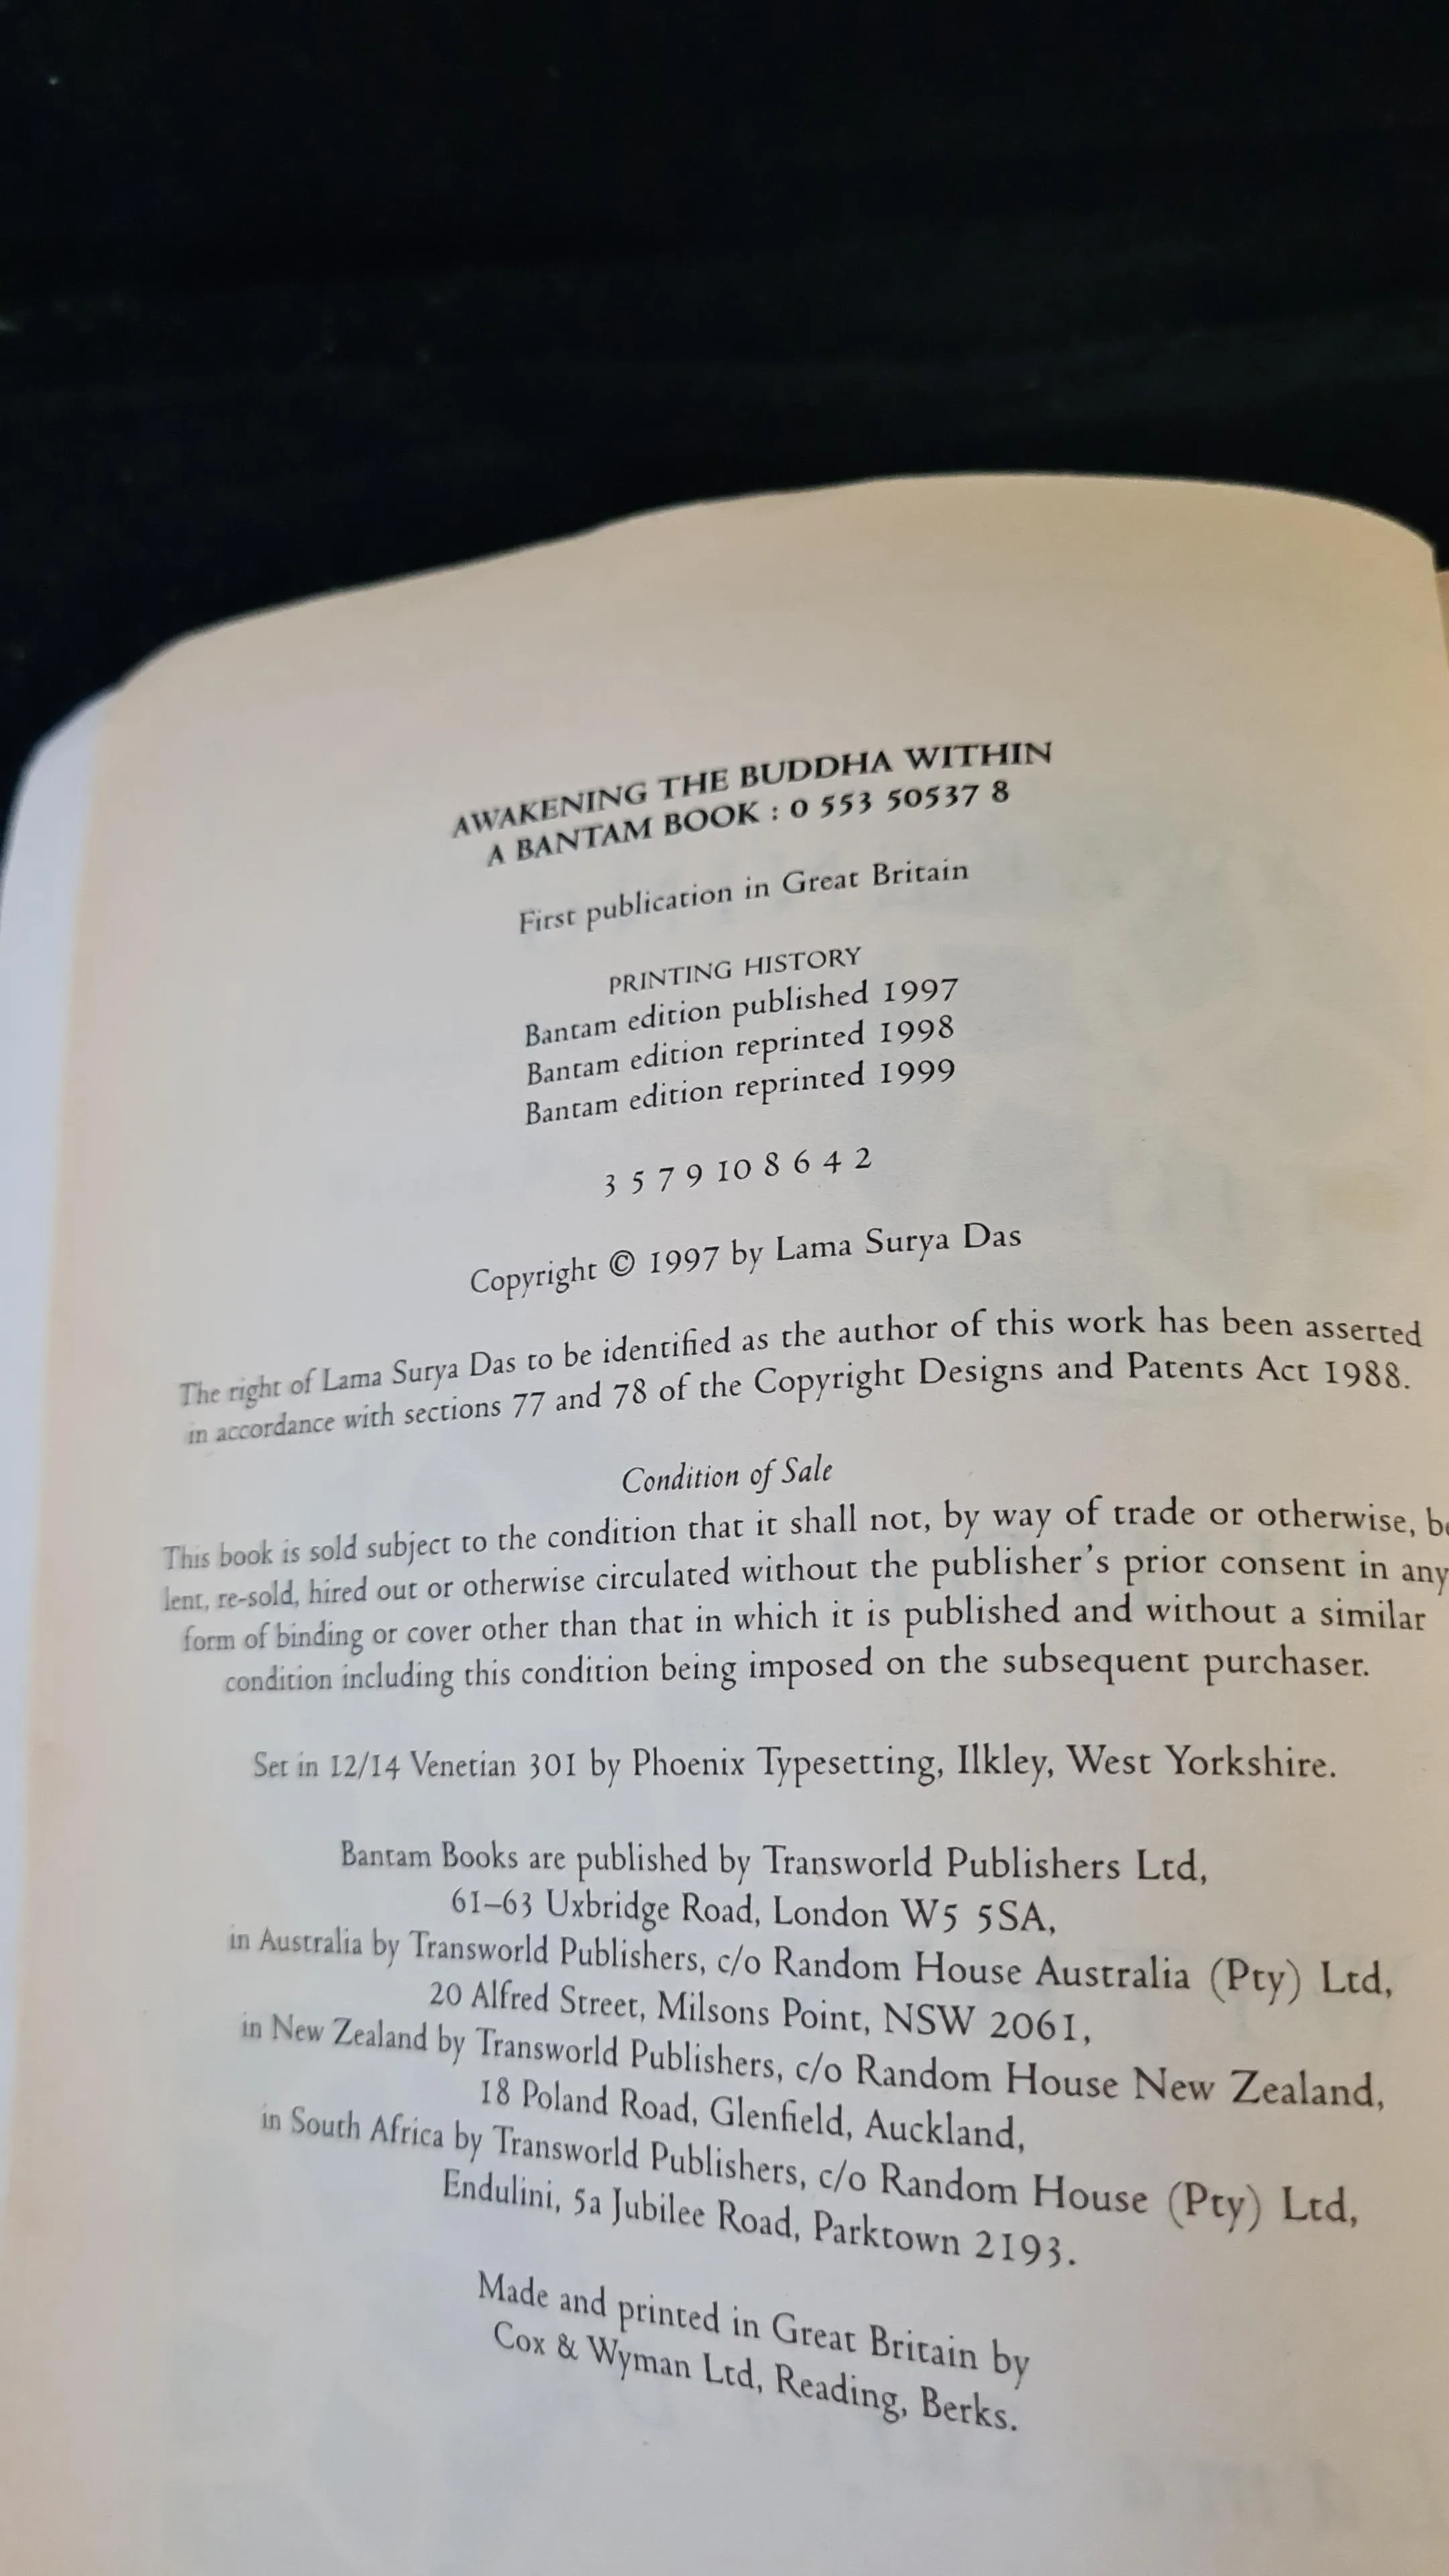 AWAKENING THE BUDDHA WITHIN
A BANTAM BOOK : 0 553 50537 8
First publication in Great Britain
PRINTING HISTORY
Bantam edition published 1997
Bantam edition reprinted 1998
Bantam edition reprinted 1999
3 5 7 9 10 8 6 4 2
Copyright © 1997 by Lama Surya Das
The right of Lama Surya Das to be identified as the author of this work has been asserted
in accordance with sections 77 and 78 of the Copyright Designs and Patents Act 1988.
Condition of Sale
This book is sold subject to the condition that it shall not, by way of trade or otherwise, be
lent, re-sold, hired out or otherwise circulated without the publisher's prior consent in any
form of binding or cover other than that in which it is published and without a similar
condition including this condition being imposed on the subsequent purchaser.
Set in 12/14 Venetian 301 by Phoenix Typesetting, Ilkley, West Yorkshire.
Bantam Books are published by Transworld Publishers Ltd,
61–63 Uxbridge Road, London W5 5SA,
in Australia by Transworld Publishers, c/o Random House Australia (Pty) Ltd,
20 Alfred Street, Milsons Point, NSW 2061,
in New Zealand by Transworld Publishers, c/o Random House New Zealand,
18 Poland Road, Glenfield, Auckland,
in South Africa by Transworld Publishers, c/o Random House (Pty) Ltd,
Endulini, 5a Jubilee Road, Parktown 2193.
Made and printed in Great Britain by
Cox & Wyman Ltd, Reading, Berks.